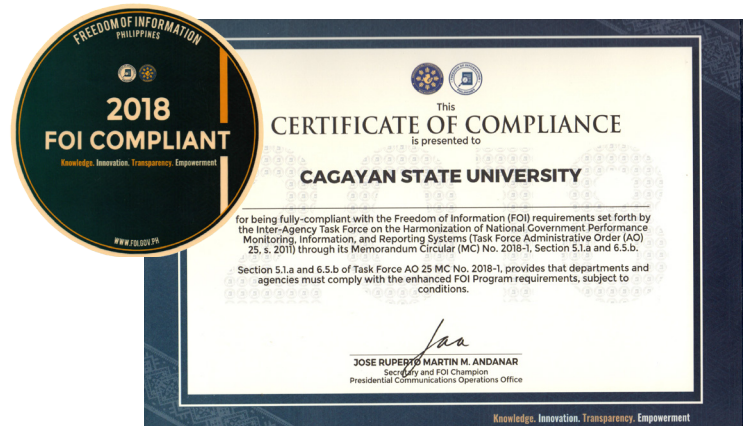 FREEDOM OF INFORMATION
PHILIPPINES
2018
FOI COMPLIANT
Knowledge. Innovation. Transparency. Empowerment
WWW.FOI.GOV.PH
This
CERTIFICATE OF COMPLIANCE
is presented to
CAGAYAN STATE UNIVERSITY
for being fully-compliant with the Freedom of Information (FOI) requirements set forth by
the Inter-Agency Task Force on the Harmonization of National Government Performance
Monitoring, Information, and Reporting Systems (Task Force Administrative Order (AO)
25, s. 2011) through its Memorandum Circular (MC) No. 2018-1, Section 5.1.a and 6.5.b.
Section 5.1.a and 6.5.b of Task Force AO 25 MC No. 2018-1, provides that departments and
agencies must comply with the enhanced FOI Program requirements, subject to
conditions.
JOSE RUPERTO MARTIN M. ANDANAR
Secretary and FOI Champion
Presidential Communications Operations Office
Knowledge. Innovation. Transparency. Empowerment
2018